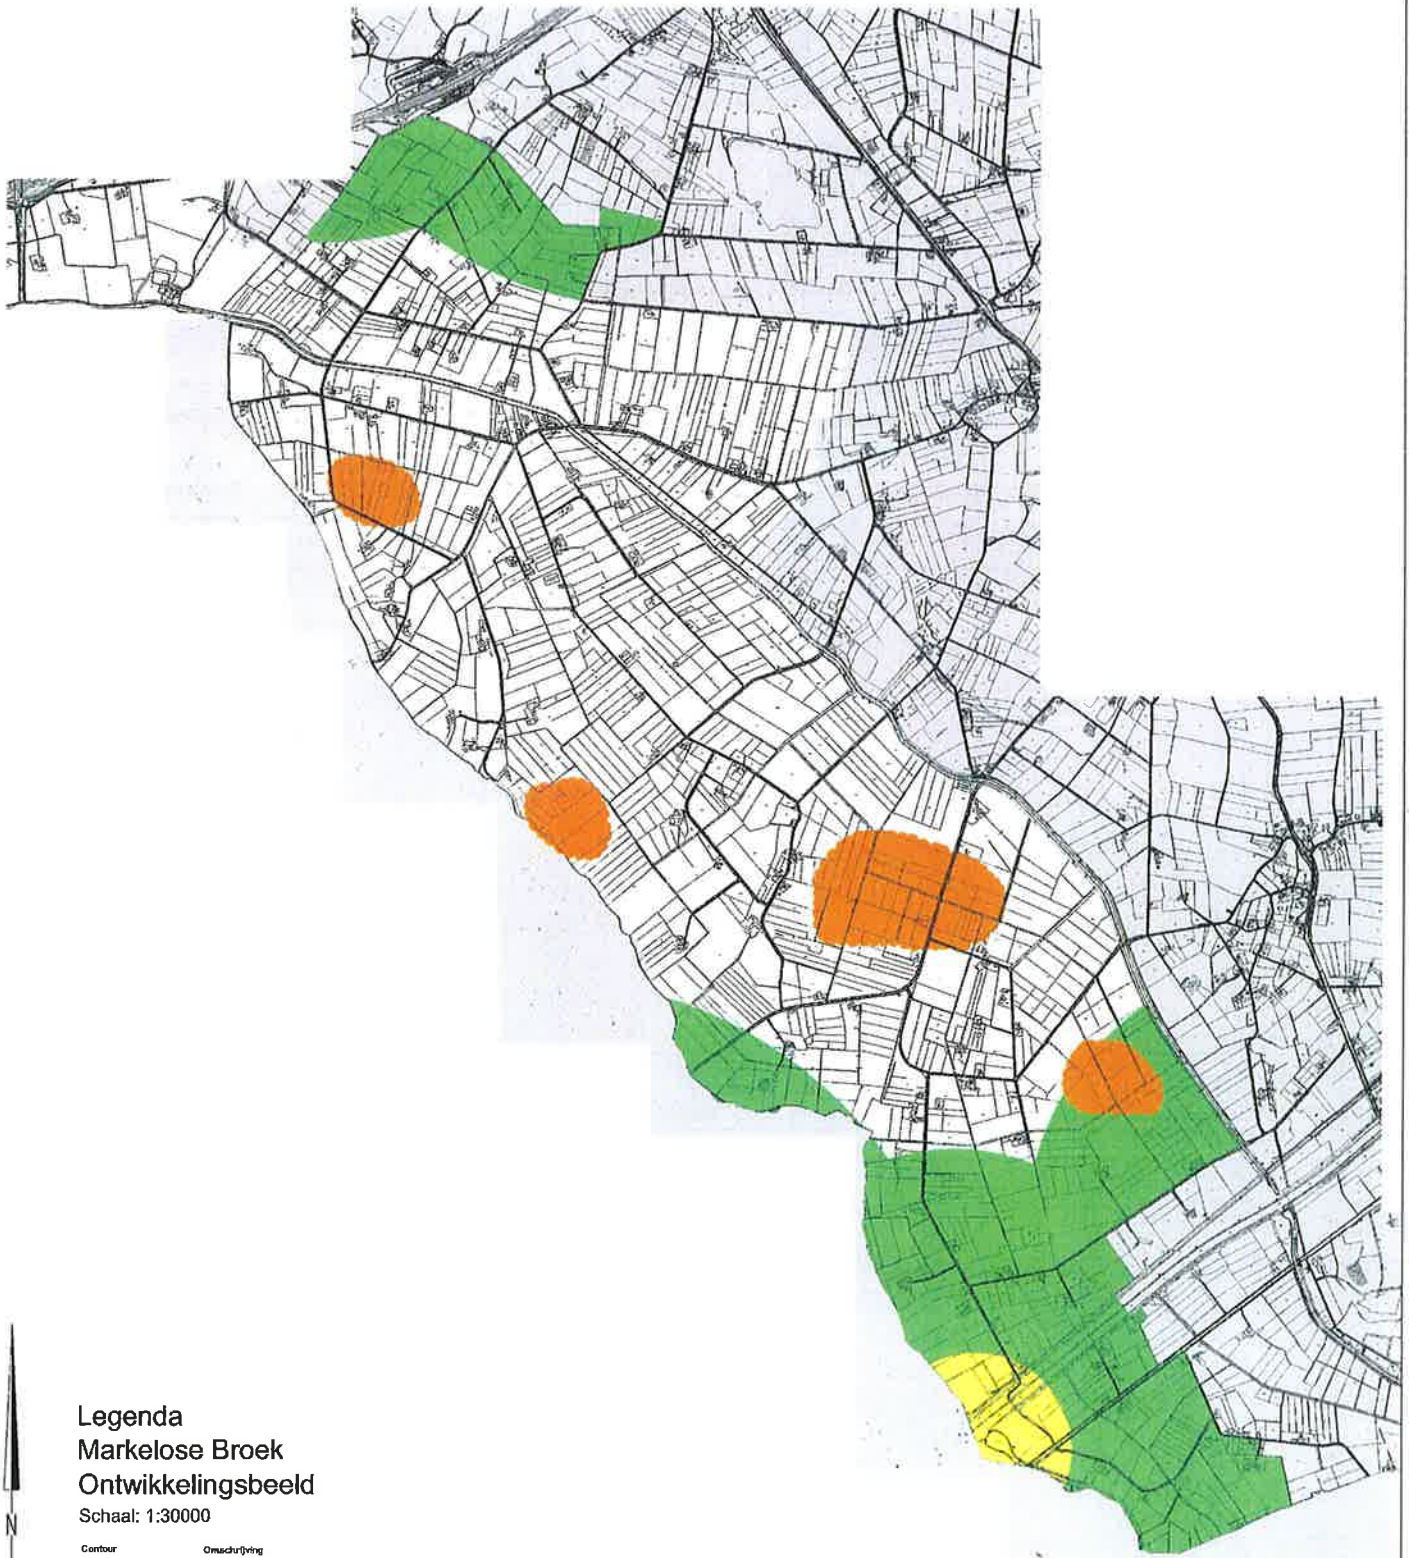 Legenda
Markelose Broek
Ontwikkelingsbeeld
Schaal: 1:30000
N
Contour Omschrijving